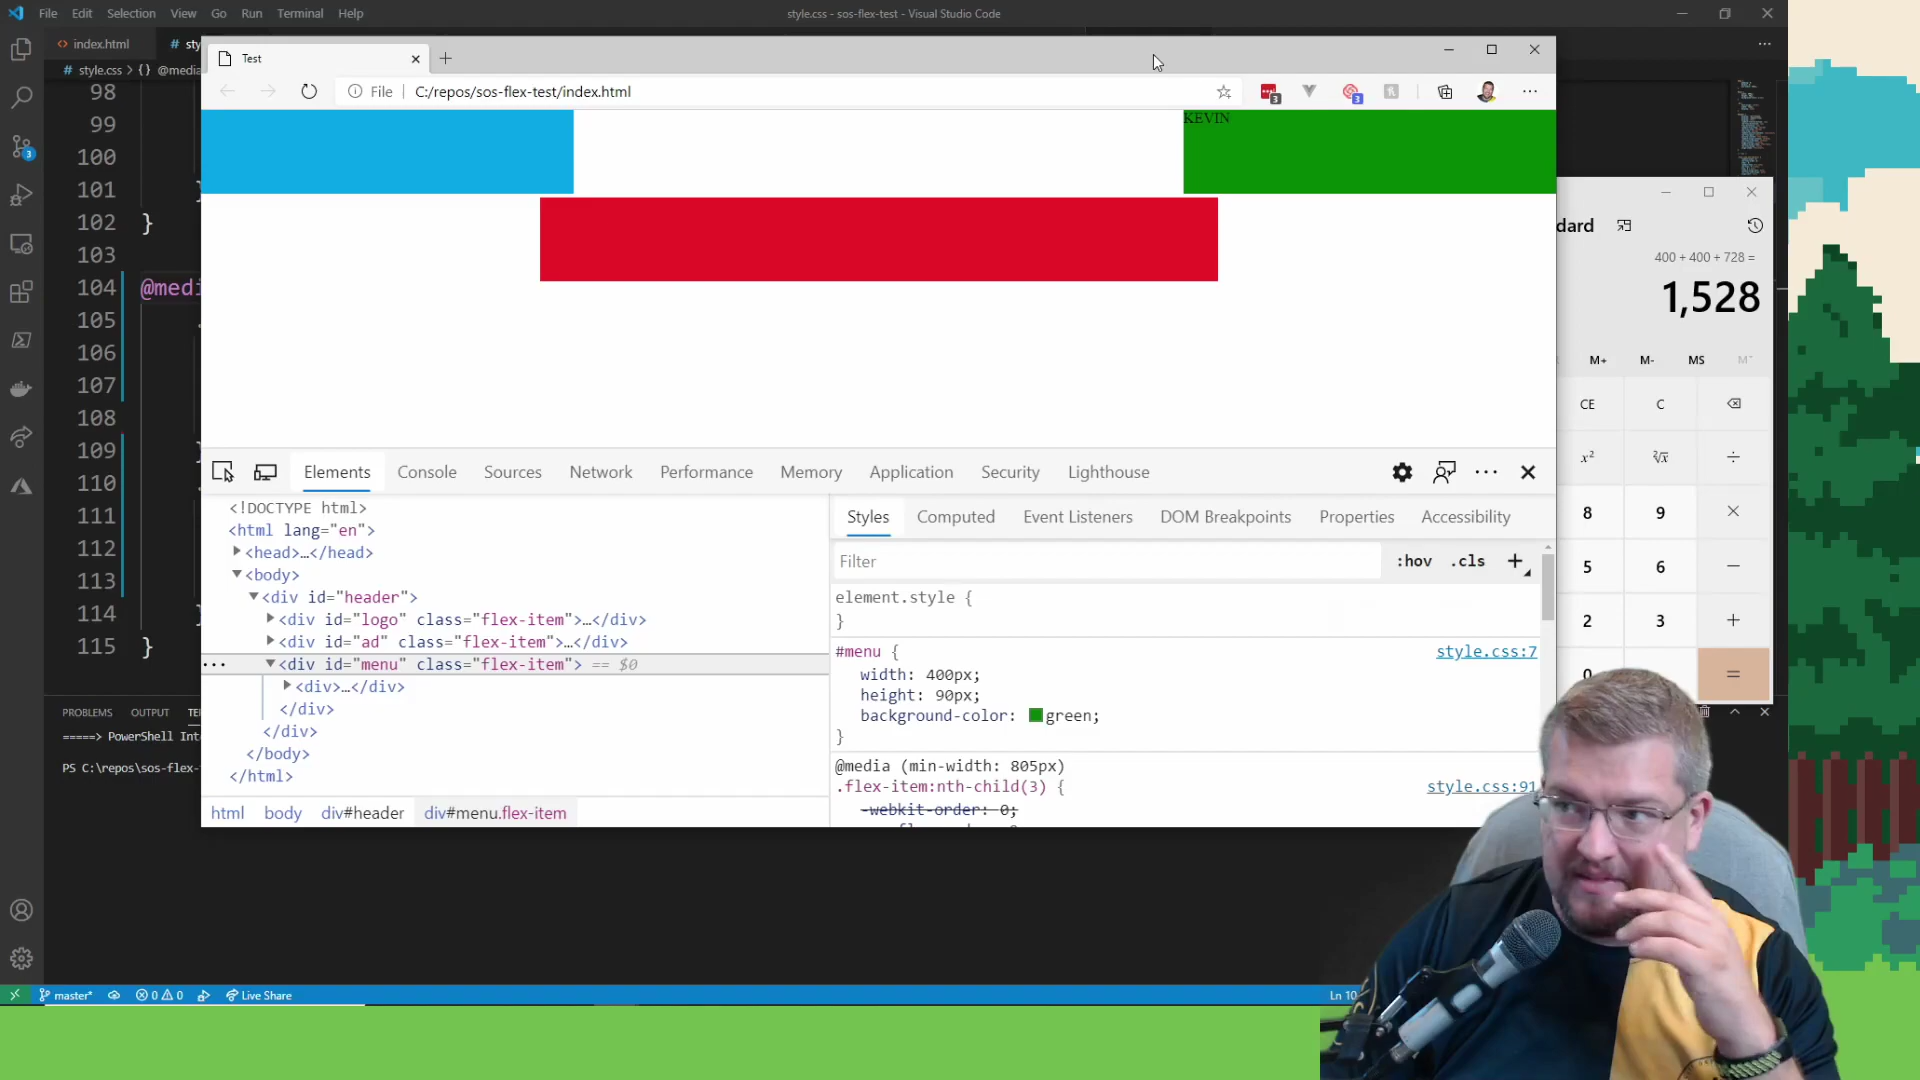 File Edit Selection View Go Run Terminal Help
style.css - sos-flex-test - Visual Studio Code
index.html
# sty
# style.css > {} @media
Test
File C:/repos/sos-flex-test/index.html
3
3
KEVIN
98
99
100
101
102 }
103
104 @medi
105
106
107
108
109
110
111
112
113
114
115 }
3
dard
400 + 400 + 728 =
1,528
M+ M- MS
CE C
x²
8 9
5 6
2 3
Elements Console Sources Network Performance Memory Application Security Lighthouse
<!DOCTYPE html>
<html lang="en">
<head>…</head>
<body>
<div id="header">
<div id="logo" class="flex-item">…</div>
<div id="ad" class="flex-item">…</div>
<div id="menu" class="flex-item"> == $0
<div>…</div>
</div>
</div>
</body>
</html>
html body div#header div#menu.flex-item
Styles Computed Event Listeners DOM Breakpoints Properties Accessibility
Filter :hov .cls +
element.style {
}
#menu { style.css:7
width: 400px;
height: 90px;
background-color: green;
}
@media (min-width: 805px)
.flex-item:nth-child(3) { style.css:91
-webkit-order: 0;
PROBLEMS OUTPUT TE
=====> PowerShell Int
PS C:\repos\sos-flex-
master* 0 0 Live Share
Ln 10